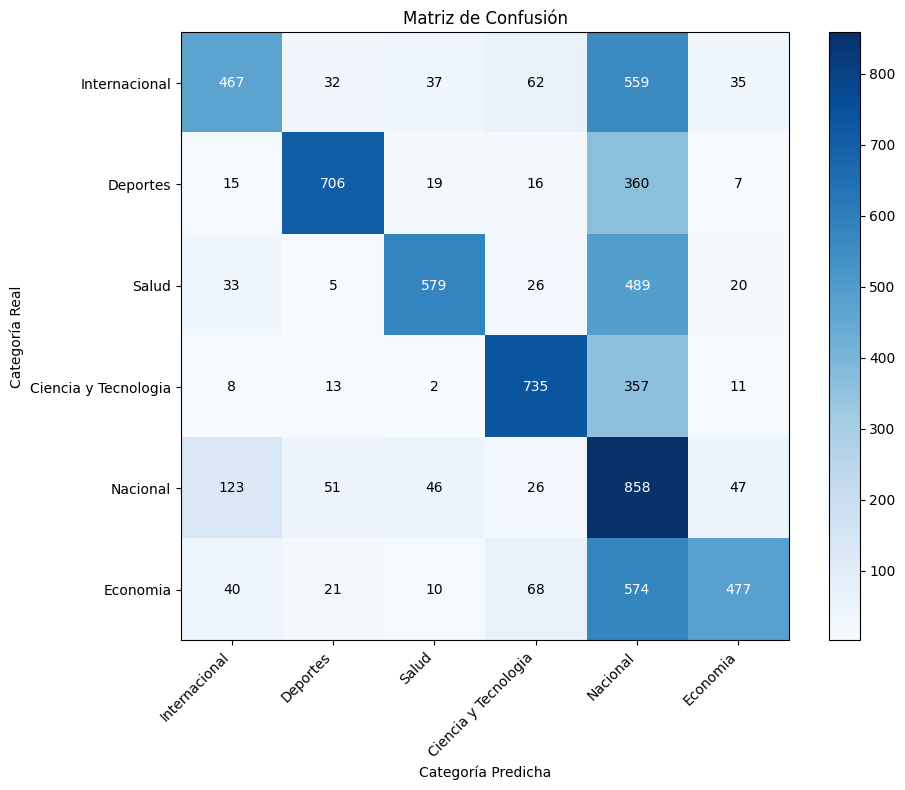 Matriz de Confusión
Categoría Real
Internacional 467 32 37 62 559 35
Deportes 15 706 19 16 360 7
Salud 33 5 579 26 489 20
Ciencia y Tecnologia 8 13 2 735 357 11
Nacional 123 51 46 26 858 47
Economia 40 21 10 68 574 477
Internacional
Deportes
Salud
Ciencia y Tecnologia
Nacional
Economia
Categoría Predicha
800
700
600
500
400
300
200
100